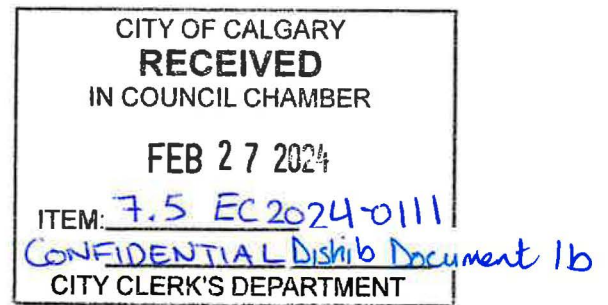 CITY OF CALGARY
RECEIVED
IN COUNCIL CHAMBER
FEB 27 2024
ITEM: 7.5 EC2024-0111
CONFIDENTIAL Distrib Document 1b
CITY CLERK'S DEPARTMENT